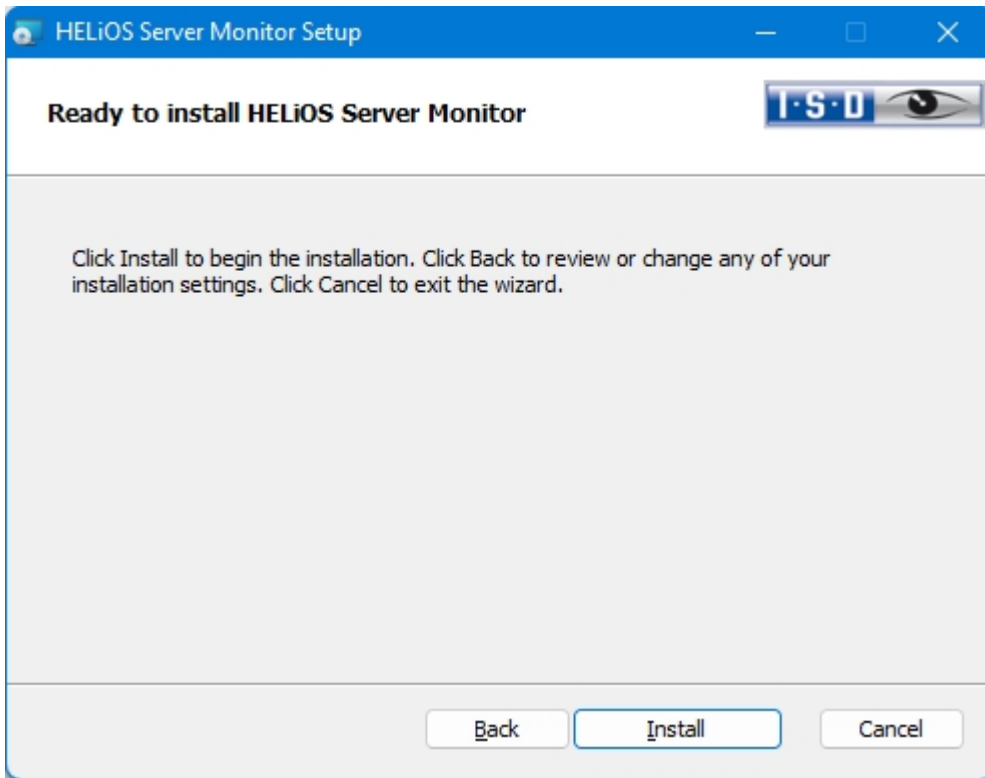 HELiOS Server Monitor Setup
Ready to install HELiOS Server Monitor
I·S·D
Click Install to begin the installation. Click Back to review or change any of your
installation settings. Click Cancel to exit the wizard.
Back
Install
Cancel